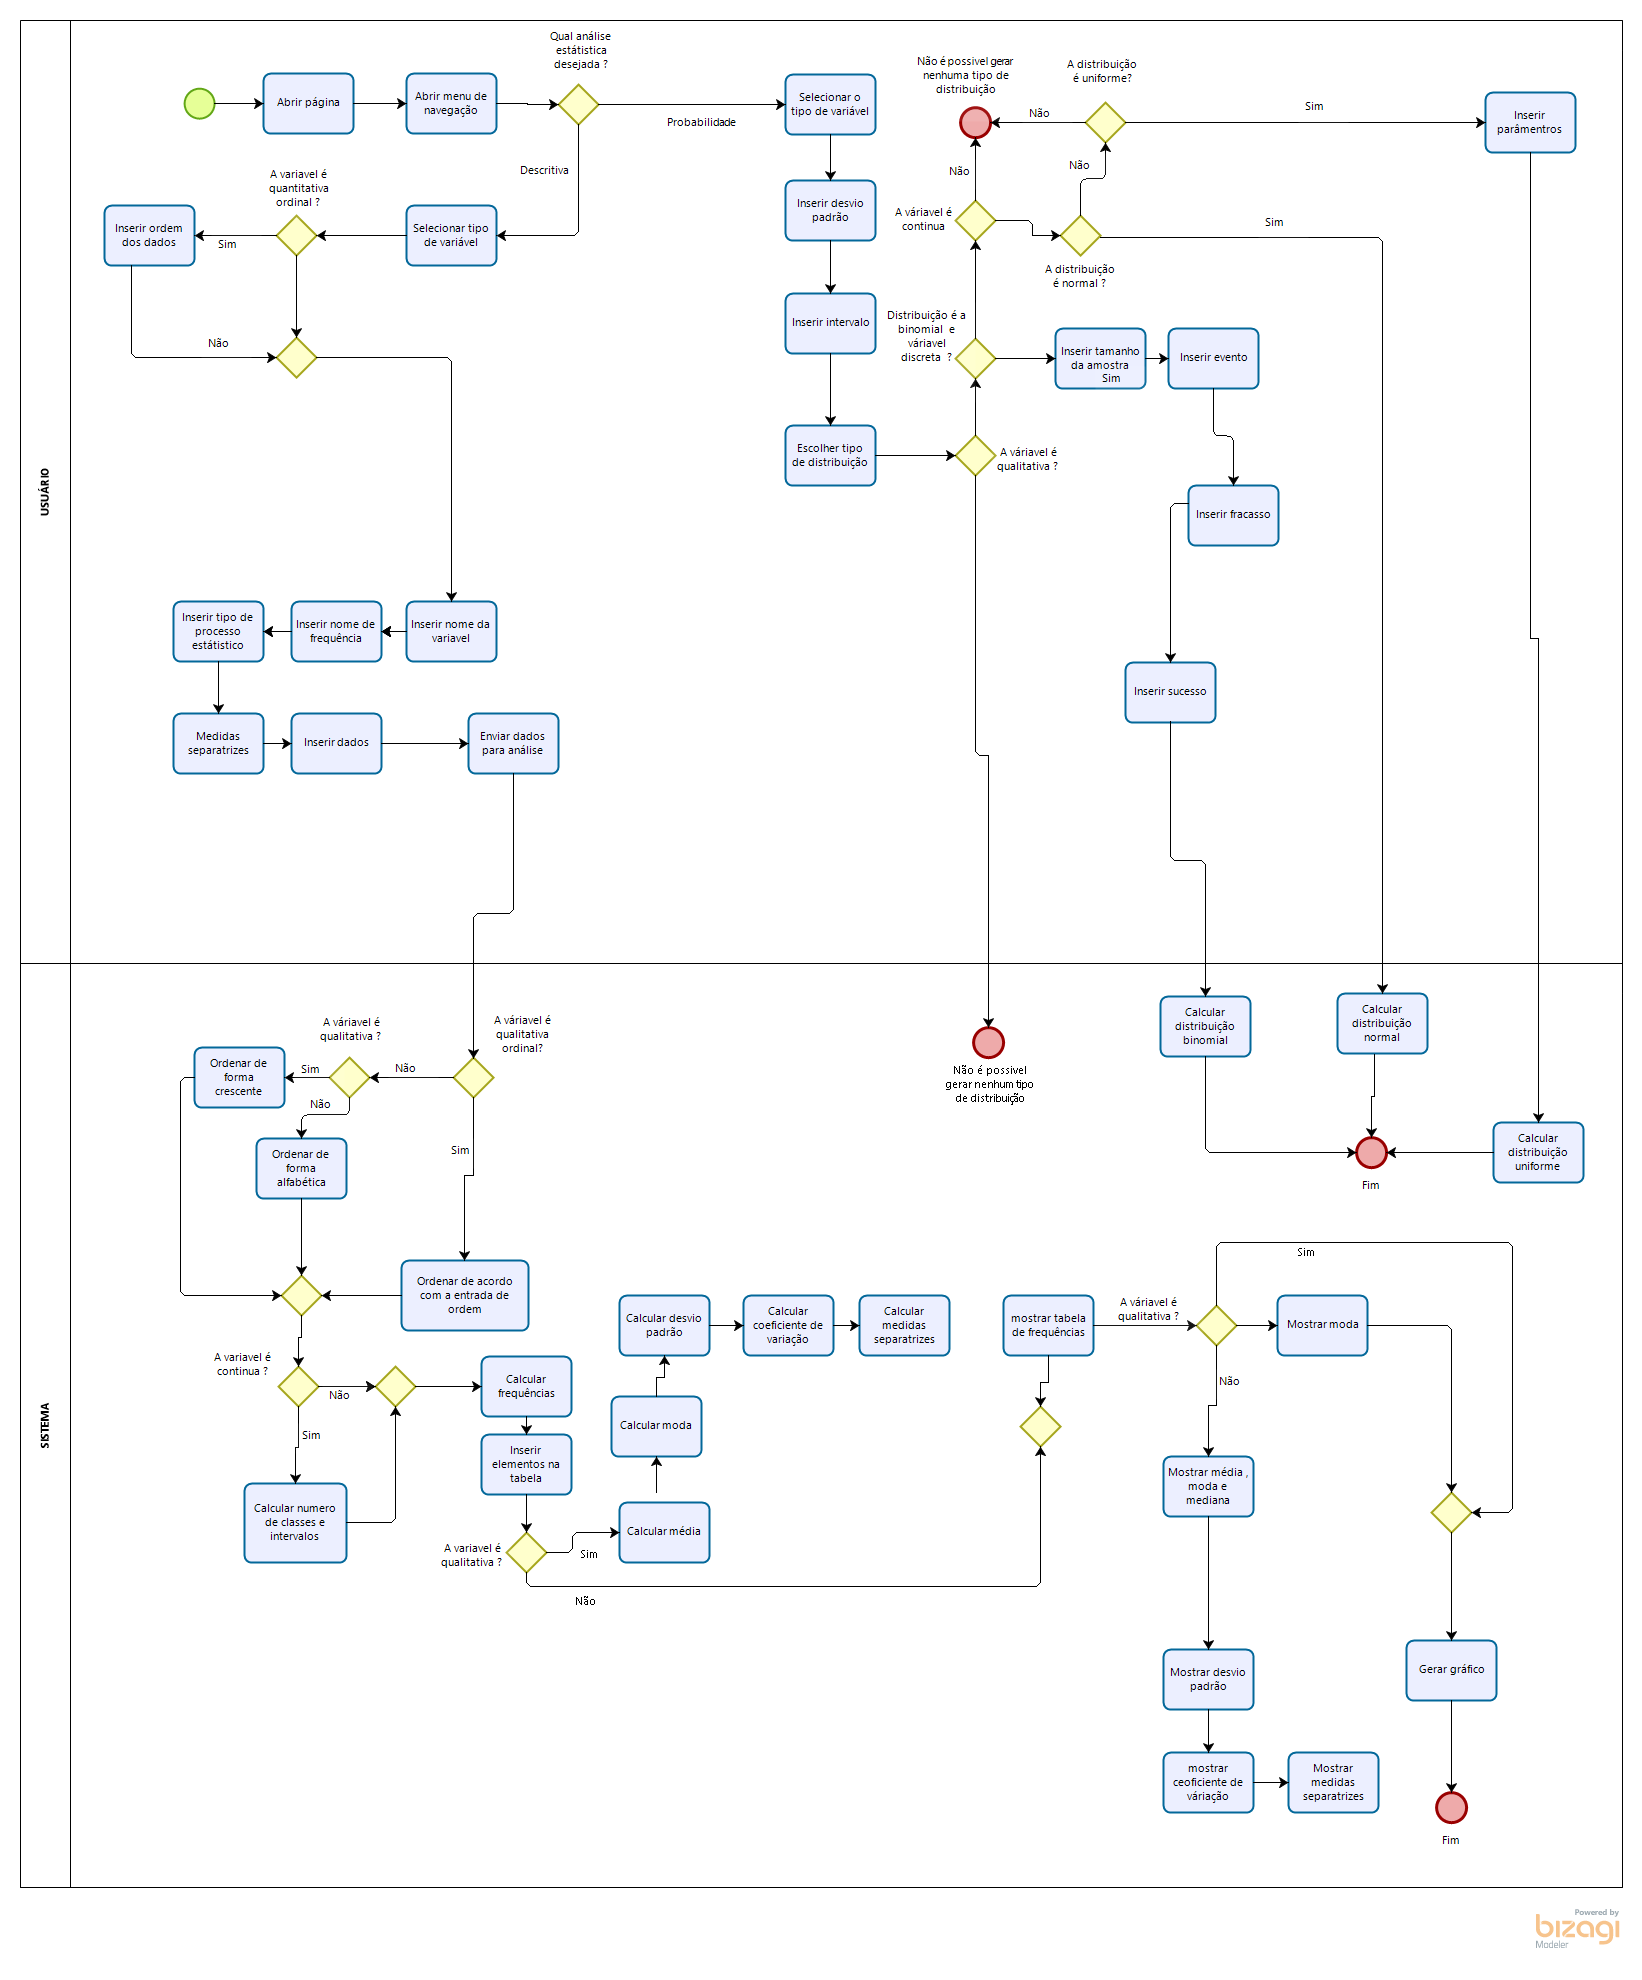 USUÁRIO
Abrir página
Abrir menu de
navegação
Qual análise
estátistica
desejada ?
Probabilidade
Descritiva
Selecionar tipo
de variável
A variavel é
quantitativa
ordinal ?
Sim
Inserir ordem
dos dados
Não
Inserir nome da
variavel
Inserir nome de
frequência
Inserir tipo de
processo
estátistico
Medidas
separatrizes
Inserir dados
Enviar dados
para análise
Selecionar o
tipo de variável
Inserir desvio
padrão
Inserir intervalo
Escolher tipo
de distribuição
A váriavel é
qualitativa ?
Distribuição é a
binomial e
váriavel
discreta ?
A váriavel é
continua
Não
Não é possivel gerar
nenhuma tipo de
distribuição
Não
A distribuição
é uniforme?
Não
A distribuição
é normal ?
Sim
Sim
Inserir
parâmentros
Inserir tamanho
da amostra
Sim
Inserir evento
Inserir fracasso
Inserir sucesso
SISTEMA
A váriavel é
qualitativa
ordinal?
Não
A váriavel é
qualitativa ?
Sim
Ordenar de
forma
crescente
Não
Ordenar de
forma
alfabética
Sim
Ordenar de acordo
com a entrada de
ordem
A variavel é
continua ?
Não
Sim
Calcular numero
de classes e
intervalos
Calcular
frequências
Inserir
elementos na
tabela
A variavel é
qualitativa ?
Sim
Não
Calcular média
Calcular moda
Calcular desvio
padrão
Calcular
coeficiente de
variação
Calcular
medidas
separatrizes
Não é possivel
gerar nenhum tipo
de distribuição
Calcular
distribuição
binomial
Calcular
distribuição
normal
Calcular
distribuição
uniforme
Fim
mostrar tabela
de frequências
A váriavel é
qualitativa ?
Sim
Mostrar moda
Não
Mostrar média ,
moda e
mediana
Mostrar desvio
padrão
mostrar
ceoficiente de
váriação
Mostrar
medidas
separatrizes
Gerar gráfico
Fim
Powered by
bizagi
Modeler